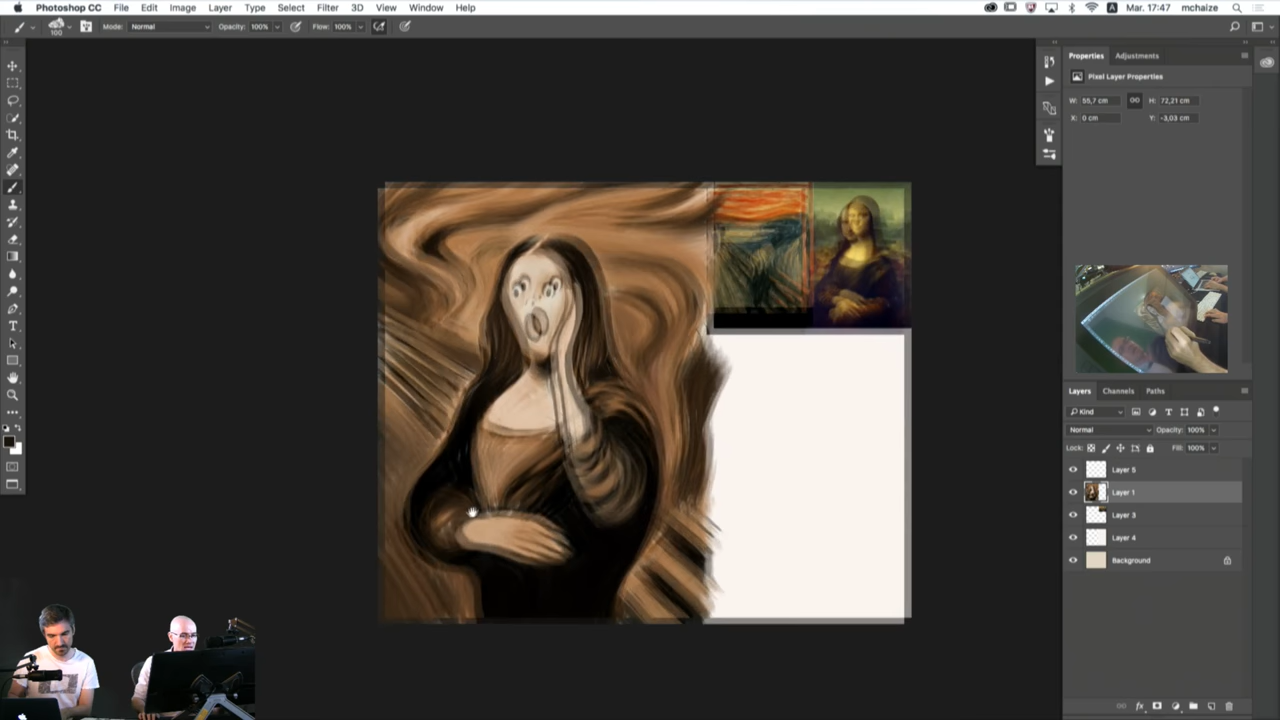 Photoshop CC File Edit Image Layer Type Select Filter 3D View Window Help A Mar. 17:47 mchaize
100 Mode: Normal Opacity: 100% Flow: 100%
Properties Adjustments
Pixel Layer Properties
W: 55,7 cm H: 72,21 cm
X: 0 cm Y: -3,03 cm
Layers Channels Paths
Kind
Normal Opacity: 100%
Lock: Fill: 100%
Layer 5
Layer 1
Layer 3
Layer 4
Background
fx